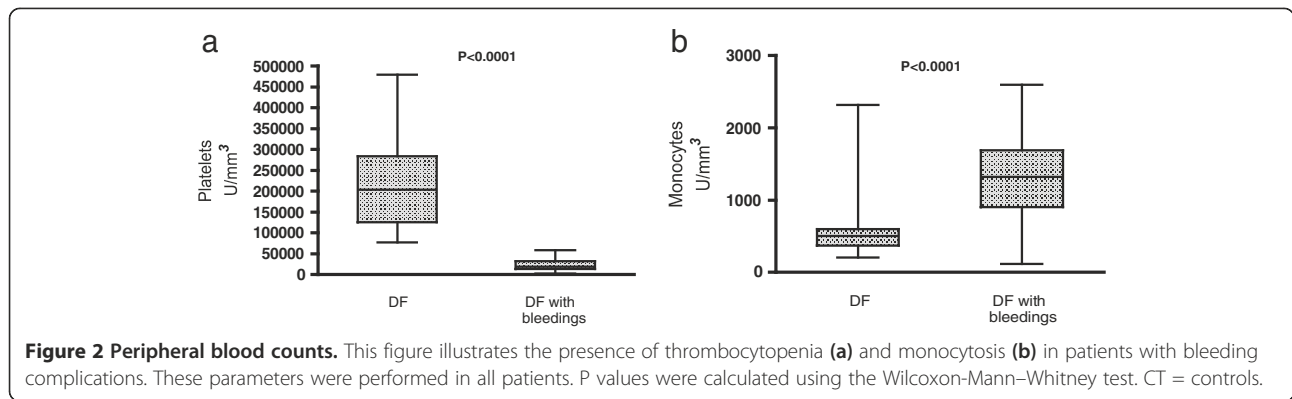 a
P<0.0001
Platelets
U/mm³
500000
450000
400000
350000
300000
250000
200000
150000
100000
50000
0
DF
DF with
bleedings
b
P<0.0001
Monocytes
U/mm³
3000
2000
1000
0
DF
DF with
bleedings
Figure 2 Peripheral blood counts. This figure illustrates the presence of thrombocytopenia (a) and monocytosis (b) in patients with bleeding
complications. These parameters were performed in all patients. P values were calculated using the Wilcoxon-Mann–Whitney test. CT = controls.